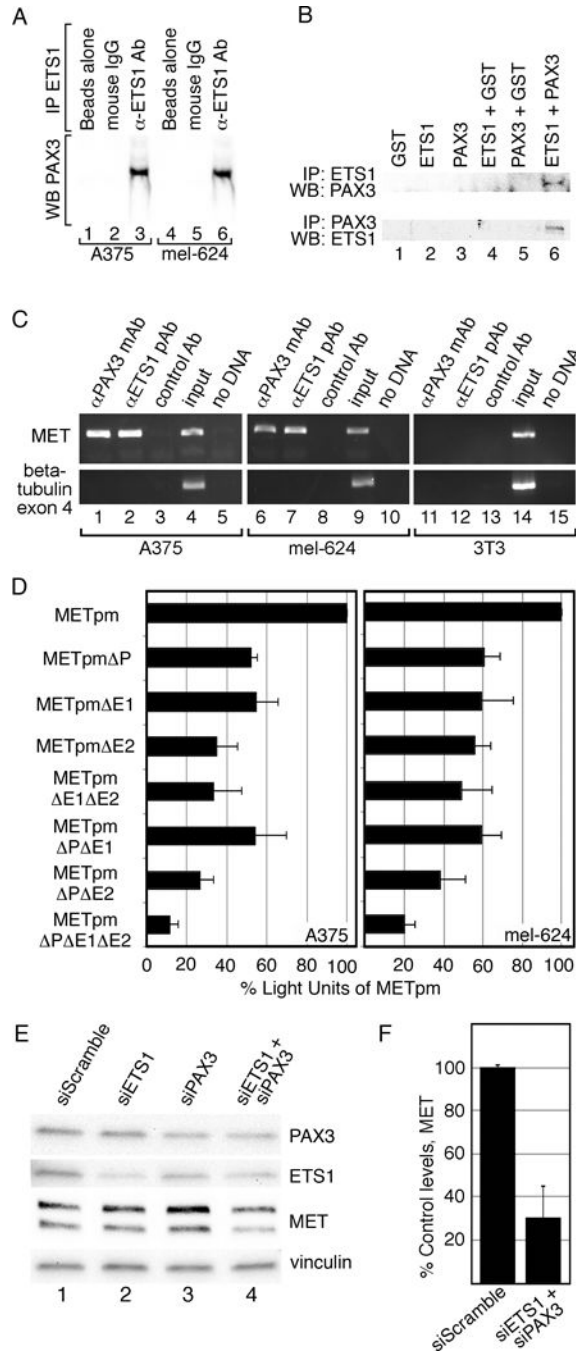 A
IP ETS1
Beads alone
mouse IgG
α-ETS1 Ab
Beads alone
mouse IgG
α-ETS1 Ab
WB PAX3
1 2 3 4 5 6
A375 mel-624
B
GST
ETS1
PAX3
ETS1 + GST
PAX3 + GST
ETS1 + PAX3
IP: ETS1
WB: PAX3
IP: PAX3
WB: ETS1
1 2 3 4 5 6
C
αPAX3 mAb
αETS1 pAb
control Ab
input
no DNA
αPAX3 mAb
αETS1 pAb
control Ab
input
no DNA
αPAX3 mAb
αETS1 pAb
control Ab
input
no DNA
MET
beta-
tubulin
exon 4
1 2 3 4 5 6 7 8 9 10 11 12 13 14 15
A375 mel-624 3T3
D
METpm
METpmΔP
METpmΔE1
METpmΔE2
METpm
ΔE1ΔE2
METpm
ΔPΔE1
METpm
ΔPΔE2
METpm
ΔPΔE1ΔE2
A375 mel-624
0 20 40 60 80 100 20 40 60 80 100
% Light Units of METpm
E
siScramble
siETS1
siPAX3
siETS1 +
siPAX3
PAX3
ETS1
MET
vinculin
1 2 3 4
F
% Control levels, MET
100
80
60
40
20
siScramble
siETS1 +
siPAX3